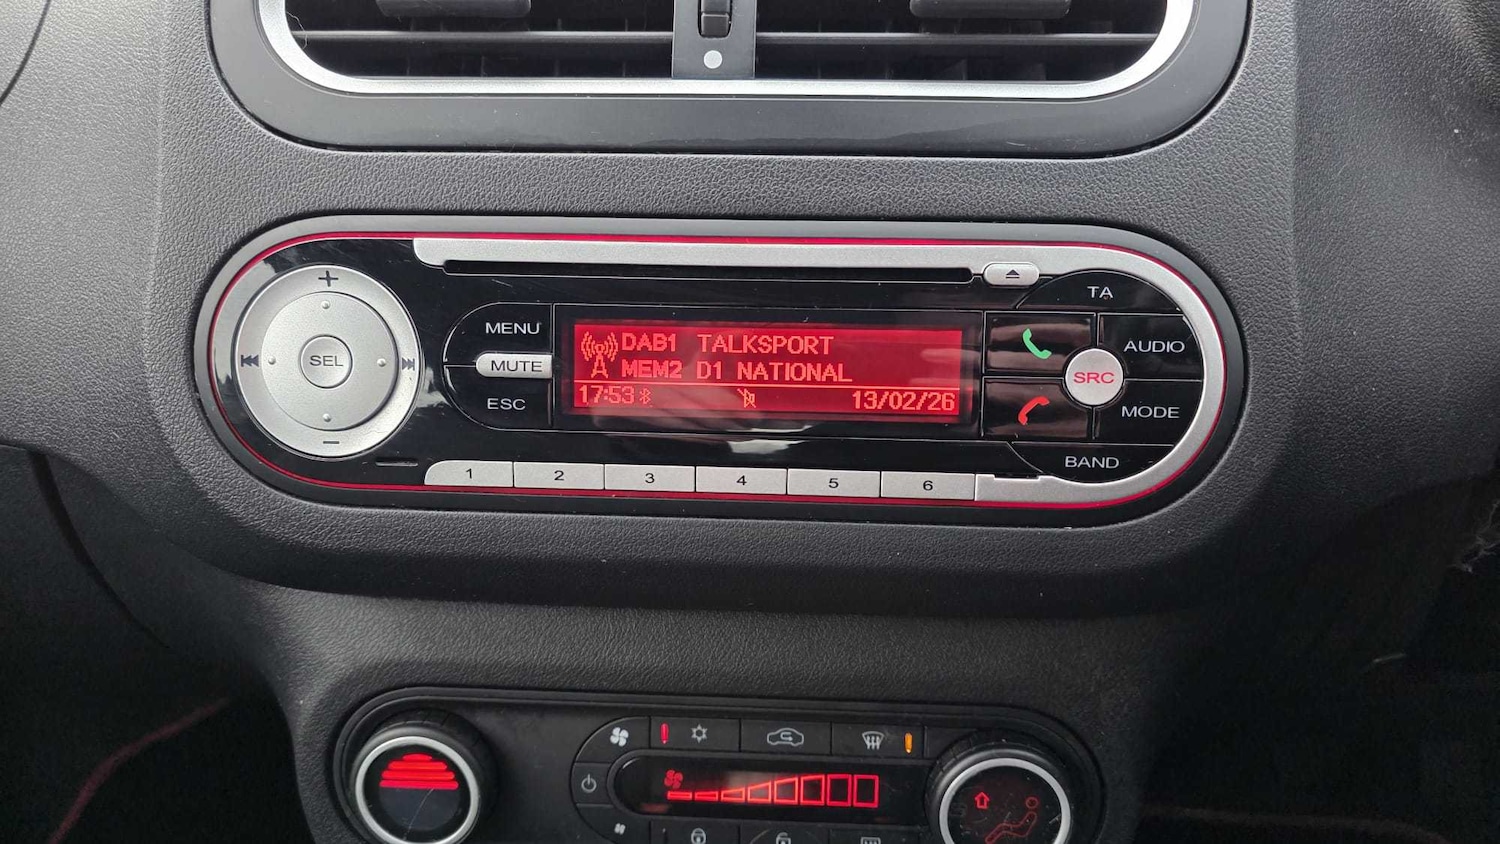 TA
MENU
MUTE
ESC
SEL
+
−
DAB1 TALKSPORT
MEM2 D1 NATIONAL
17:53
13/02/26
AUDIO
SRC
MODE
BAND
1 2 3 4 5 6